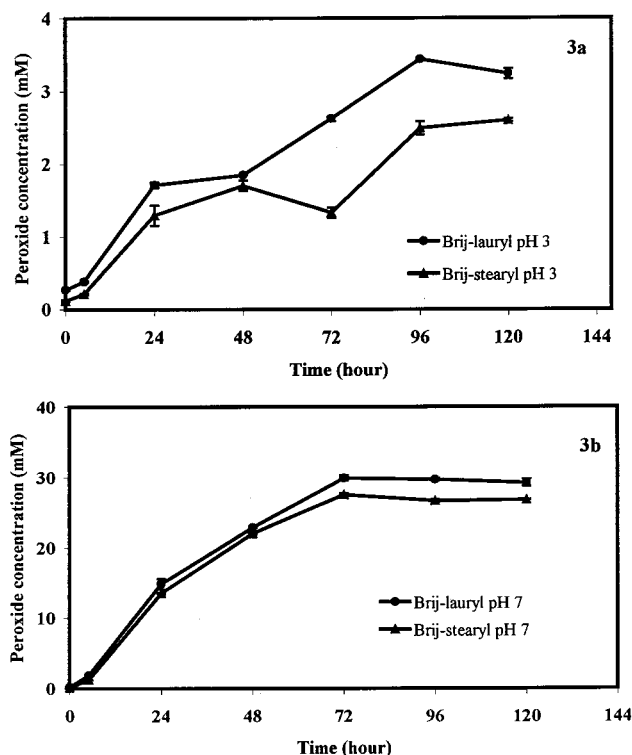 4
3a
3
2
1
0
Peroxide concentration (mM)
Brij-lauryl pH 3
Brij-stearyl pH 3
0 24 48 72 96 120 144
Time (hour)
40
3b
30
20
10
0
Peroxide concentration (mM)
Brij-lauryl pH 7
Brij-stearyl pH 7
0 24 48 72 96 120 144
Time (hour)